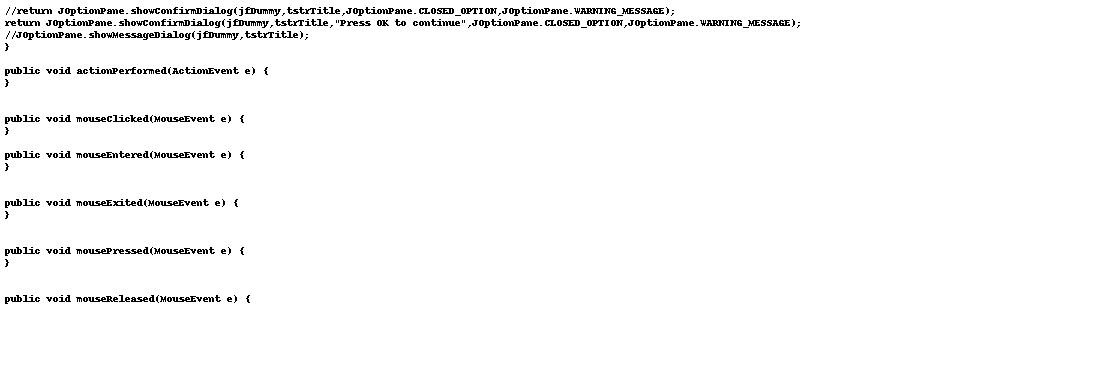 //return JOptionPane.showConfirmDialog(jfDummy,tstrTitle,JOptionPane.CLOSED_OPTION,JOptionPane.WARNING_MESSAGE);
return JOptionPane.showConfirmDialog(jfDummy,tstrTitle,"Press OK to continue",JOptionPane.CLOSED_OPTION,JOptionPane.WARNING_MESSAGE);
//JOptionPane.showMessageDialog(jfDummy,tstrTitle);
}
public void actionPerformed(ActionEvent e) {
}
public void mouseClicked(MouseEvent e) {
}
public void mouseEntered(MouseEvent e) {
}
public void mouseExited(MouseEvent e) {
}
public void mousePressed(MouseEvent e) {
}
public void mouseReleased(MouseEvent e) {